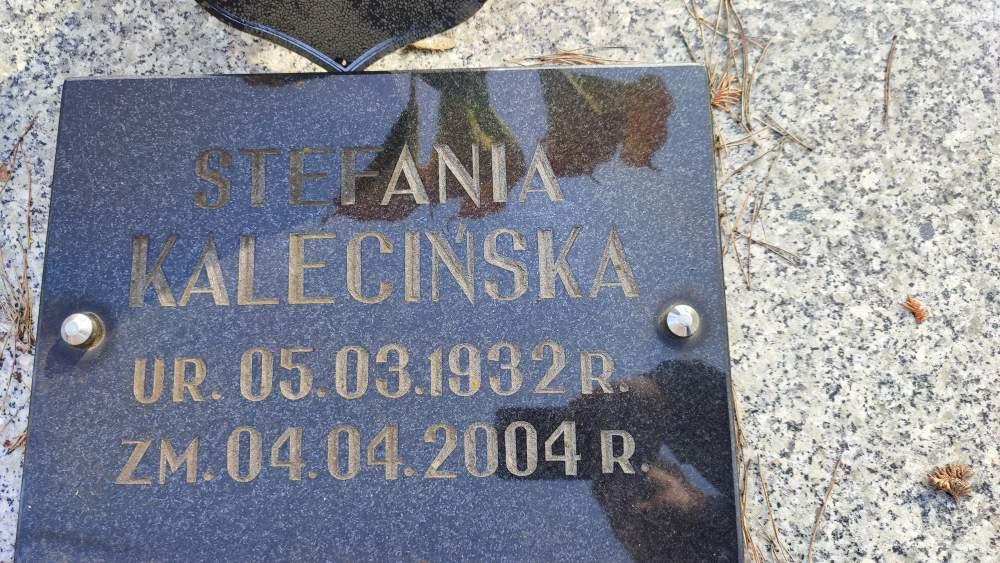 STEFANIA
KALECIŃSKA
UR. 05.03.1932 R.
ZM. 04.04.2004 R.